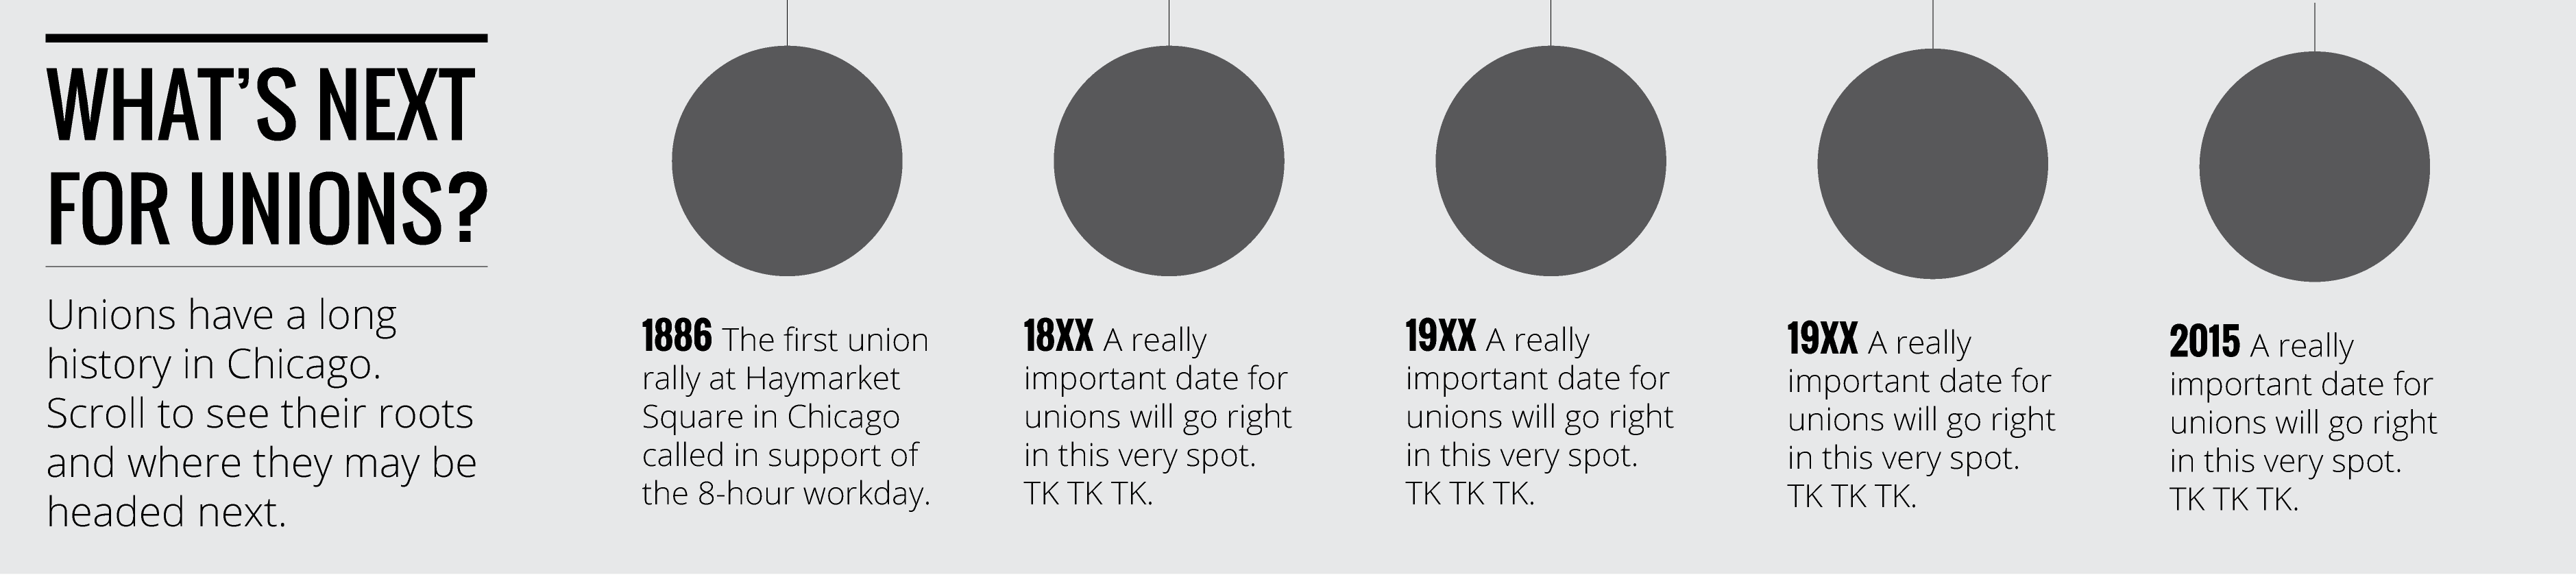 WHAT’S NEXT
FOR UNIONS?
Unions have a long
history in Chicago.
Scroll to see their roots
and where they may be
headed next.
1886 The first union
rally at Haymarket
Square in Chicago
called in support of
the 8-hour workday.
18XX A really
important date for
unions will go right
in this very spot.
TK TK TK.
19XX A really
important date for
unions will go right
in this very spot.
TK TK TK.
19XX A really
important date for
unions will go right
in this very spot.
TK TK TK.
2015 A really
important date for
unions will go right
in this very spot.
TK TK TK.